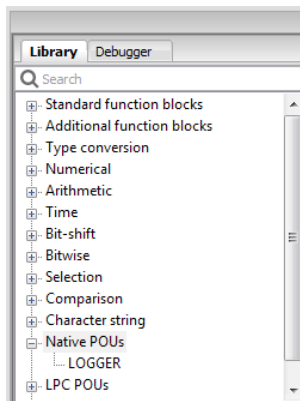 Library Debugger
Search
Standard function blocks
Additional function blocks
Type conversion
Numerical
Arithmetic
Time
Bit-shift
Bitwise
Selection
Comparison
Character string
Native POUs
LOGGER
LPC POUs